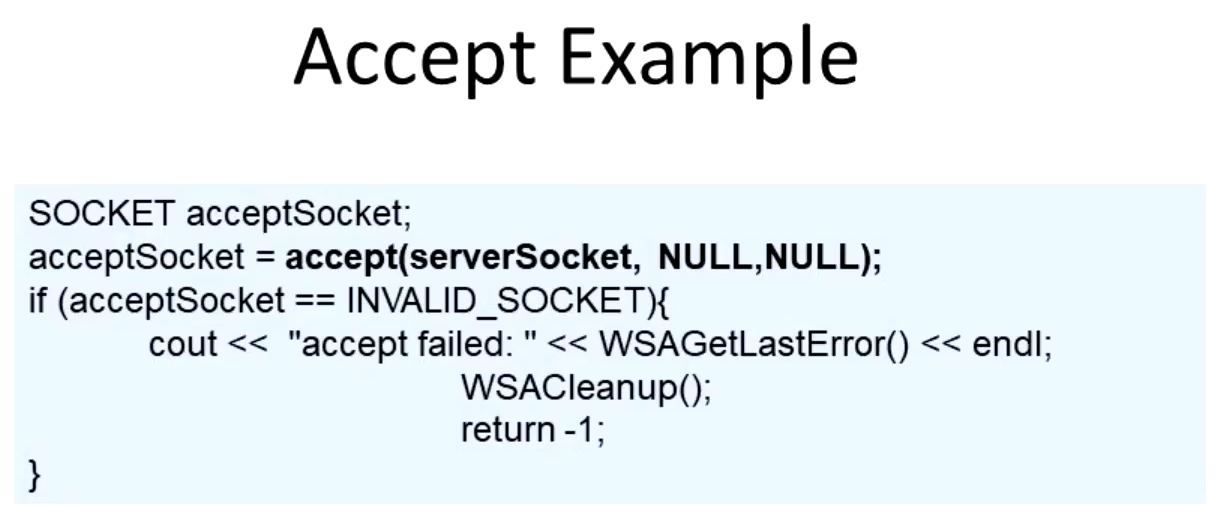 Accept Example
SOCKET acceptSocket;
acceptSocket = accept(serverSocket, NULL,NULL);
if (acceptSocket == INVALID_SOCKET){
cout << "accept failed: " << WSAGetLastError() << endl;
WSACleanup();
return -1;
}